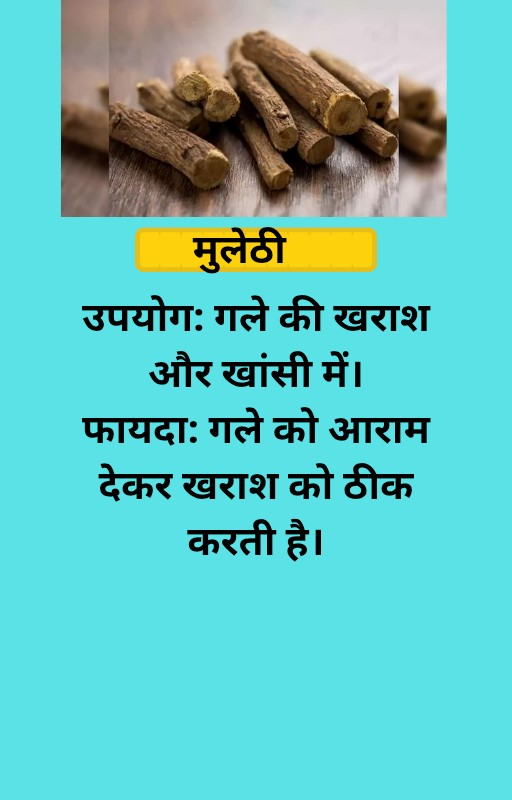 मुलेठी
उपयोग: गले की खराश
और खांसी में।
फायदा: गले को आराम
देकर खराश को ठीक
करती है।